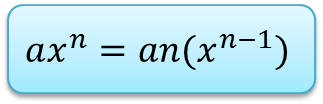 axⁿ = an(xⁿ⁻¹)